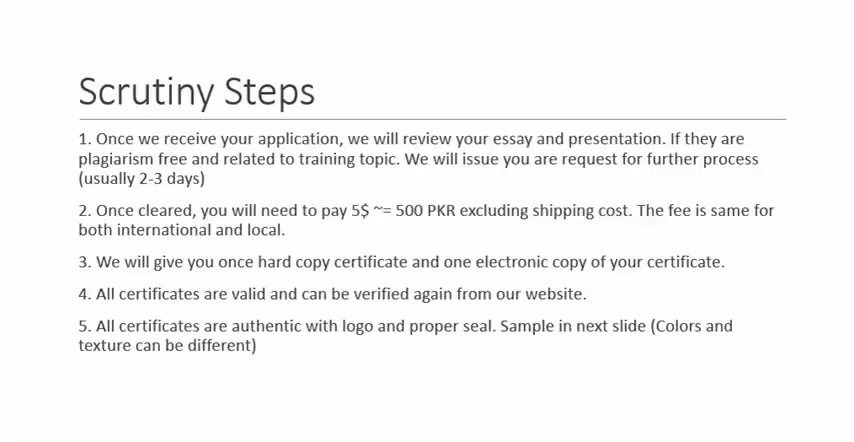 Scrutiny Steps
1. Once we receive your application, we will review your essay and presentation. If they are
plagiarism free and related to training topic. We will issue you are request for further process
(usually 2-3 days)
2. Once cleared, you will need to pay 5$ ~= 500 PKR excluding shipping cost. The fee is same for
both international and local.
3. We will give you once hard copy certificate and one electronic copy of your certificate.
4. All certificates are valid and can be verified again from our website.
5. All certificates are authentic with logo and proper seal. Sample in next slide (Colors and
texture can be different)